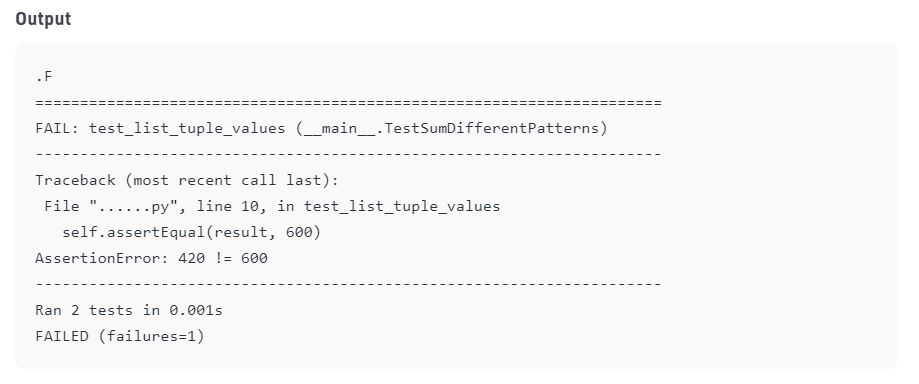 Output
.F
======================================================================
FAIL: test_list_tuple_values (__main__.TestSumDifferentPatterns)
----------------------------------------------------------------------
Traceback (most recent call last):
 File "......py", line 10, in test_list_tuple_values
   self.assertEqual(result, 600)
AssertionError: 420 != 600
----------------------------------------------------------------------
Ran 2 tests in 0.001s
FAILED (failures=1)